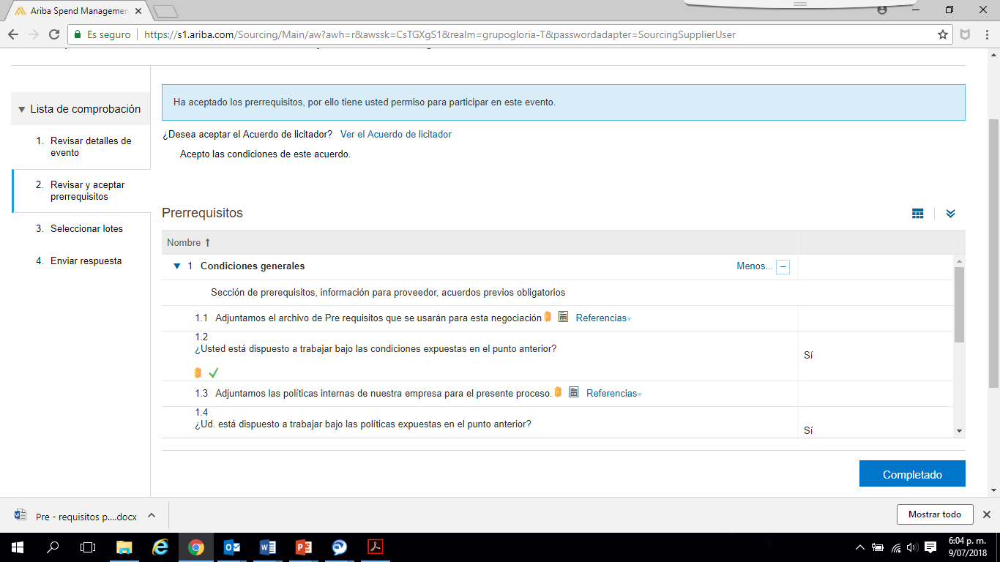 Ariba Spend Managemen
Es seguro https://s1.ariba.com/Sourcing/Main/aw?awh=r&awssk=CsTGXgS1&realm=grupogloria-T&passwordadapter=SourcingSupplierUser
Lista de comprobación
1. Revisar detalles de
evento
2. Revisar y aceptar
prerrequisitos
3. Seleccionar lotes
4. Enviar respuesta
Ha aceptado los prerrequisitos, por ello tiene usted permiso para participar en este evento.
¿Desea aceptar el Acuerdo de licitador? Ver el Acuerdo de licitador
Acepto las condiciones de este acuerdo.
Prerrequisitos
Nombre ↑
1 Condiciones generales Menos...
Sección de prerequisitos, información para proveedor, acuerdos previos obligatorios
1.1 Adjuntamos el archivo de Pre requisitos que se usarán para esta negociación Referencias
1.2
¿Usted está dispuesto a trabajar bajo las condiciones expuestas en el punto anterior?
Sí
1.3 Adjuntamos las políticas internas de nuestra empresa para el presente proceso. Referencias
1.4
¿Ud. está dispuesto a trabajar bajo las políticas expuestas en el punto anterior?
Sí
Completado
Pre - requisitos p....docx
Mostrar todo
6:04 p. m.
9/07/2018